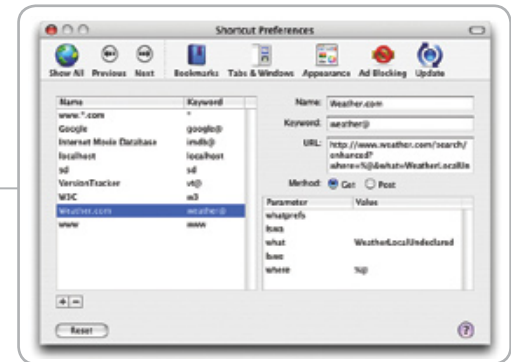 Shortcut Preferences
Show All Previous Next Bookmarks Tabs & Windows Appearance Ad Blocking Update
Name Keyword
www.*.com *
Google google@
Internet Movie Database imdb@
localhost localhost
sd sd
VersionTracker vt@
W3C w3
Weather.com weather@
www www
+ −
Reset
Name: Weather.com
Keyword: weather@
URL: http://www.weather.com/search/
enhanced?
where=%@&what=WeatherLocalUn
Method: Get Post
Parameter Value
whatprefs
what WeatherLocalUndeclared
where %@
?